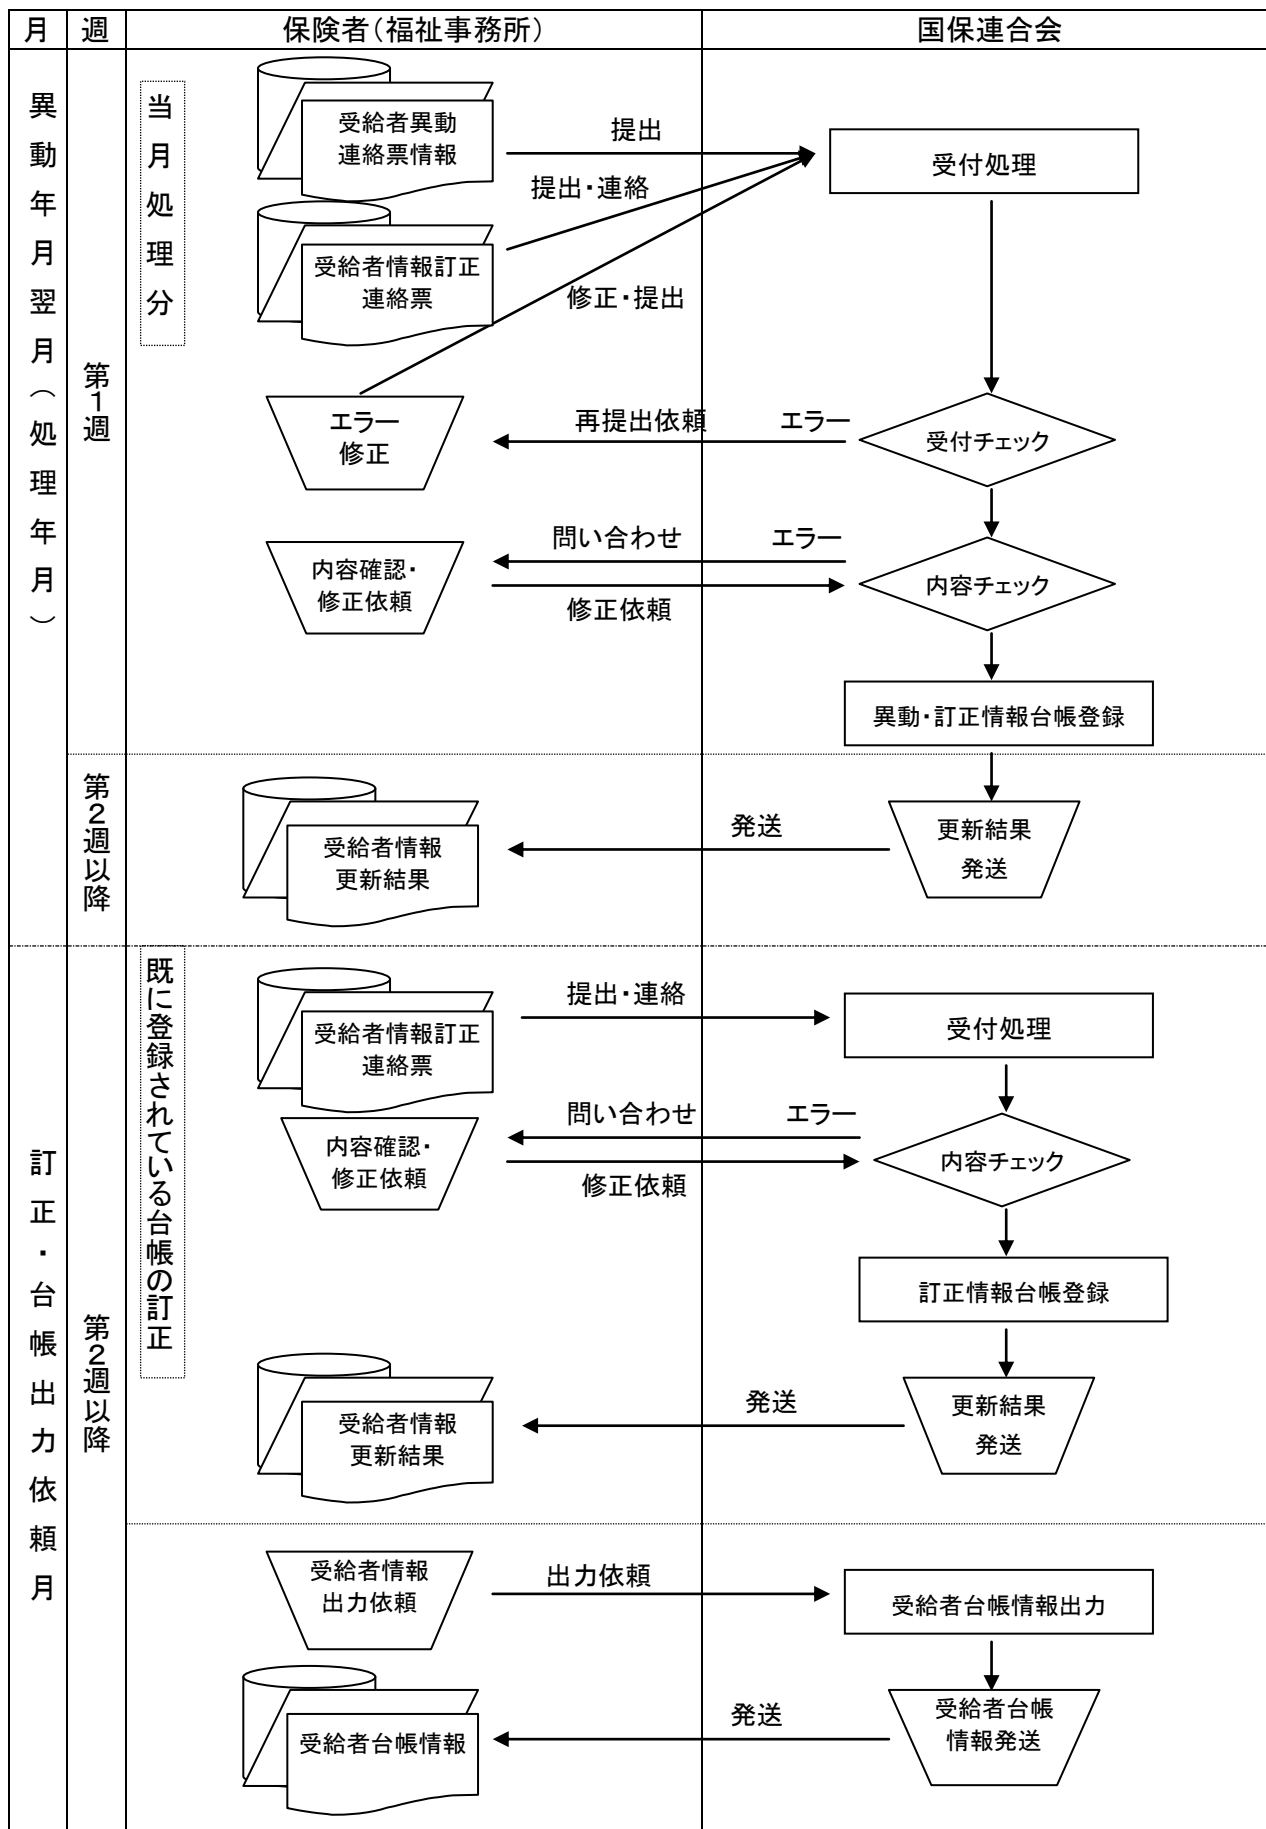 月
週
保険者（福祉事務所）
国保連合会
異動年月翌月（処理年月）
第1週
当月処理分
受給者異動
連絡票情報
提出
受付処理
提出・連絡
受給者情報訂正
連絡票
修正・提出
エラー
修正
再提出依頼
エラー
受付チェック
問い合わせ
エラー
内容確認・
修正依頼
内容チェック
修正依頼
異動・訂正情報台帳登録
第2週以降
受給者情報
更新結果
発送
更新結果
発送
訂正・台帳出力依頼月
第2週以降
既に登録されている台帳の訂正
受給者情報訂正
連絡票
提出・連絡
受付処理
問い合わせ
エラー
内容確認・
修正依頼
内容チェック
修正依頼
訂正情報台帳登録
受給者情報
更新結果
発送
更新結果
発送
受給者情報
出力依頼
出力依頼
受給者台帳情報出力
受給者台帳情報
発送
受給者台帳
情報発送